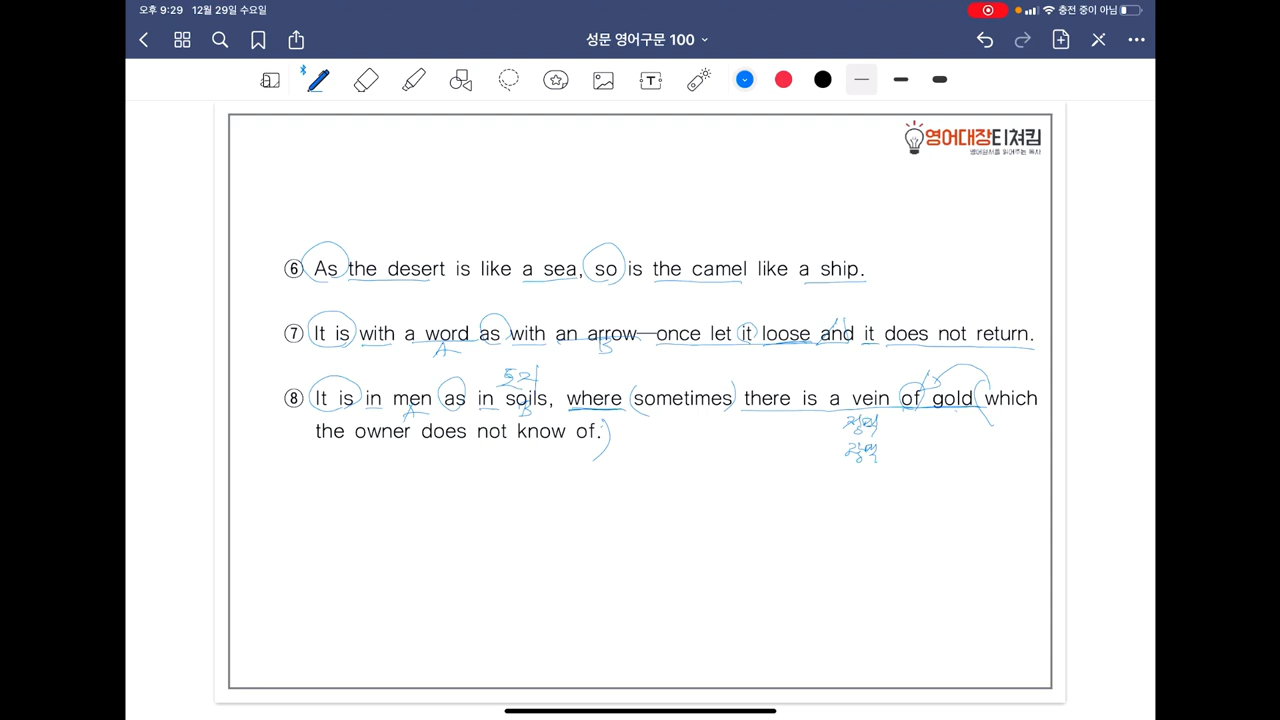 오후 9:29 12월 29일 수요일
충전 중이 아님
성문 영어구문 100
T
영어대장티쳐킴
⑥ As the desert is like a sea, so is the camel like a ship.
⑦ It is with a word as with an arrow—once let it loose and it does not return.
A B
토지
⑧ It is in men as in soils, where (sometimes) there is a vein of gold (which
A B
the owner does not know of.)
광맥